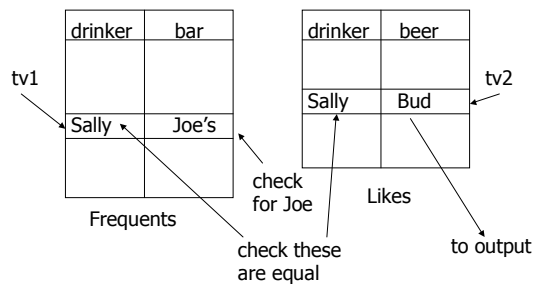 drinker bar
drinker beer
tv1
tv2
Sally Bud
Sally Joe's
check
for Joe
Likes
Frequents
check these
are equal
to output